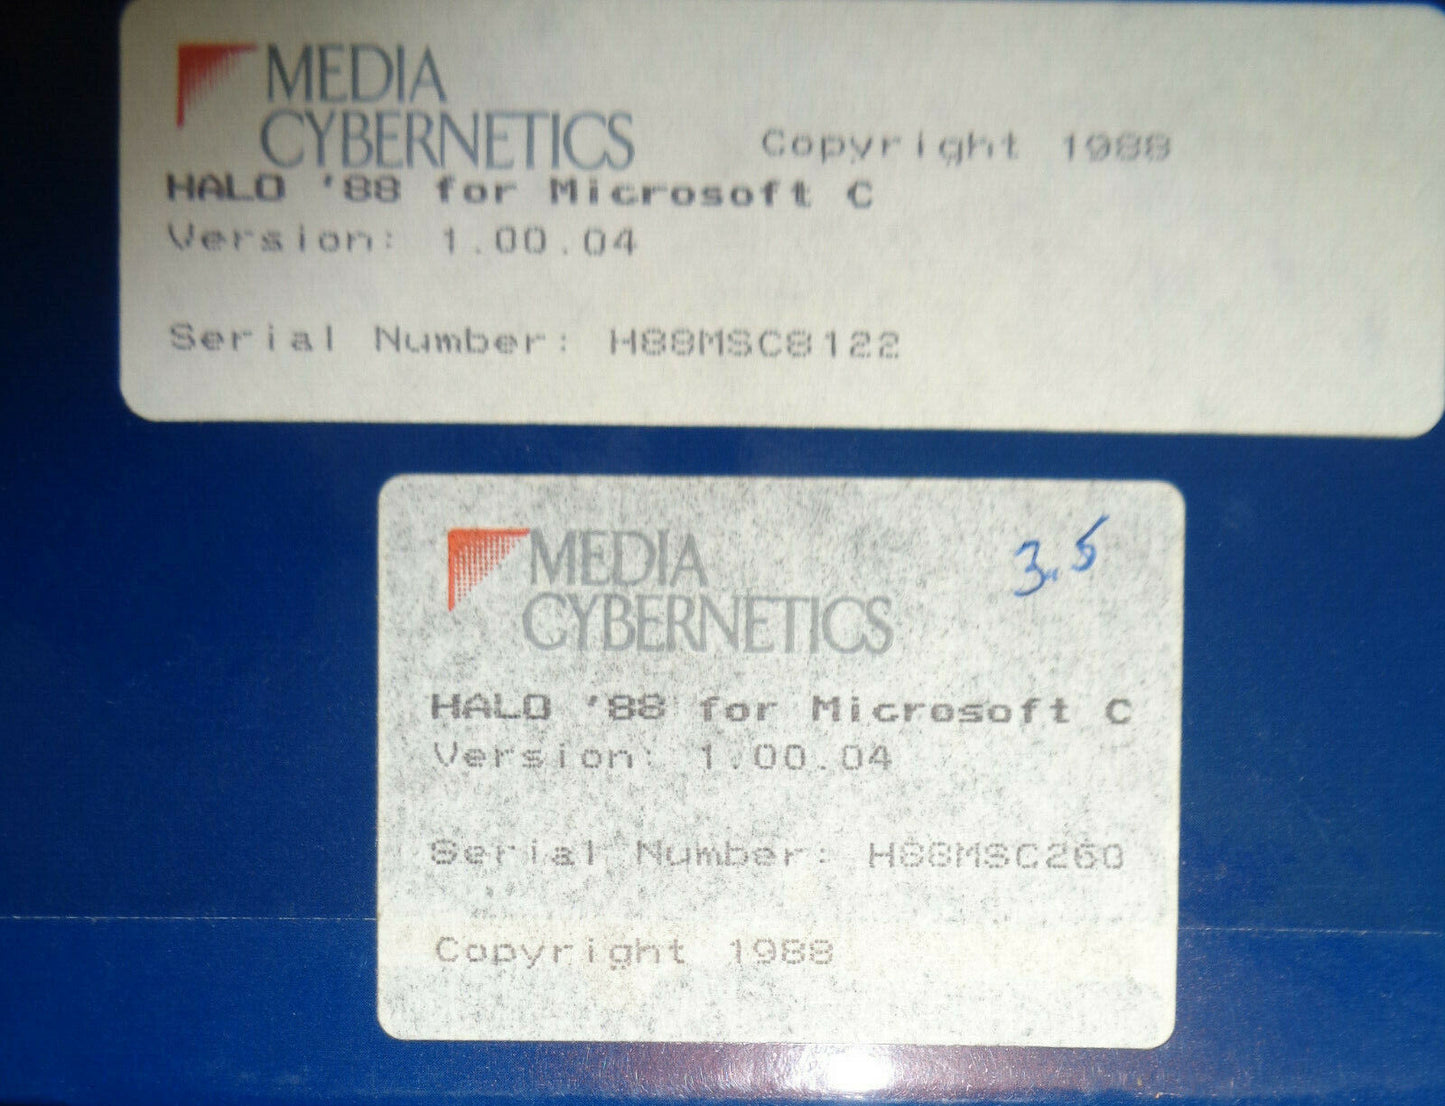 MEDIA
CYBERNETICS
Copyright 1988
HALO '88 for Microsoft C
Version: 1.00.04
Serial Number: H88MSC8122
MEDIA
CYBERNETICS
3.5
HALO '88 for Microsoft C
Version: 1.00.04
Serial Number: H88MSC260
Copyright 1988